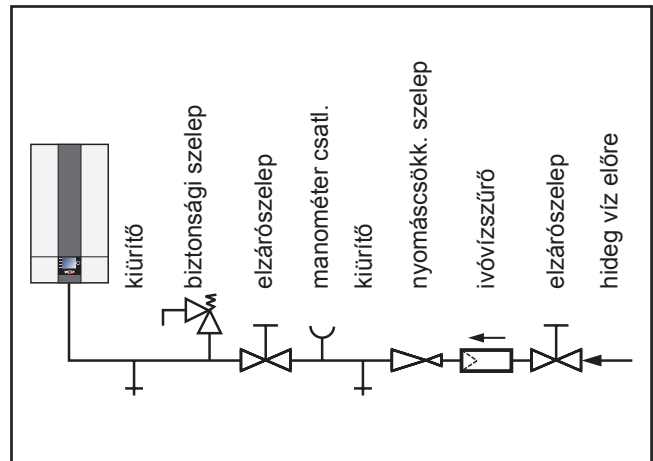 kiürítő
biztonsági szelep
elzárószelep
manométer csatl.
kiürítő
nyomáscsökk. szelep
ivóvízszűrő
elzárószelep
hideg víz előre